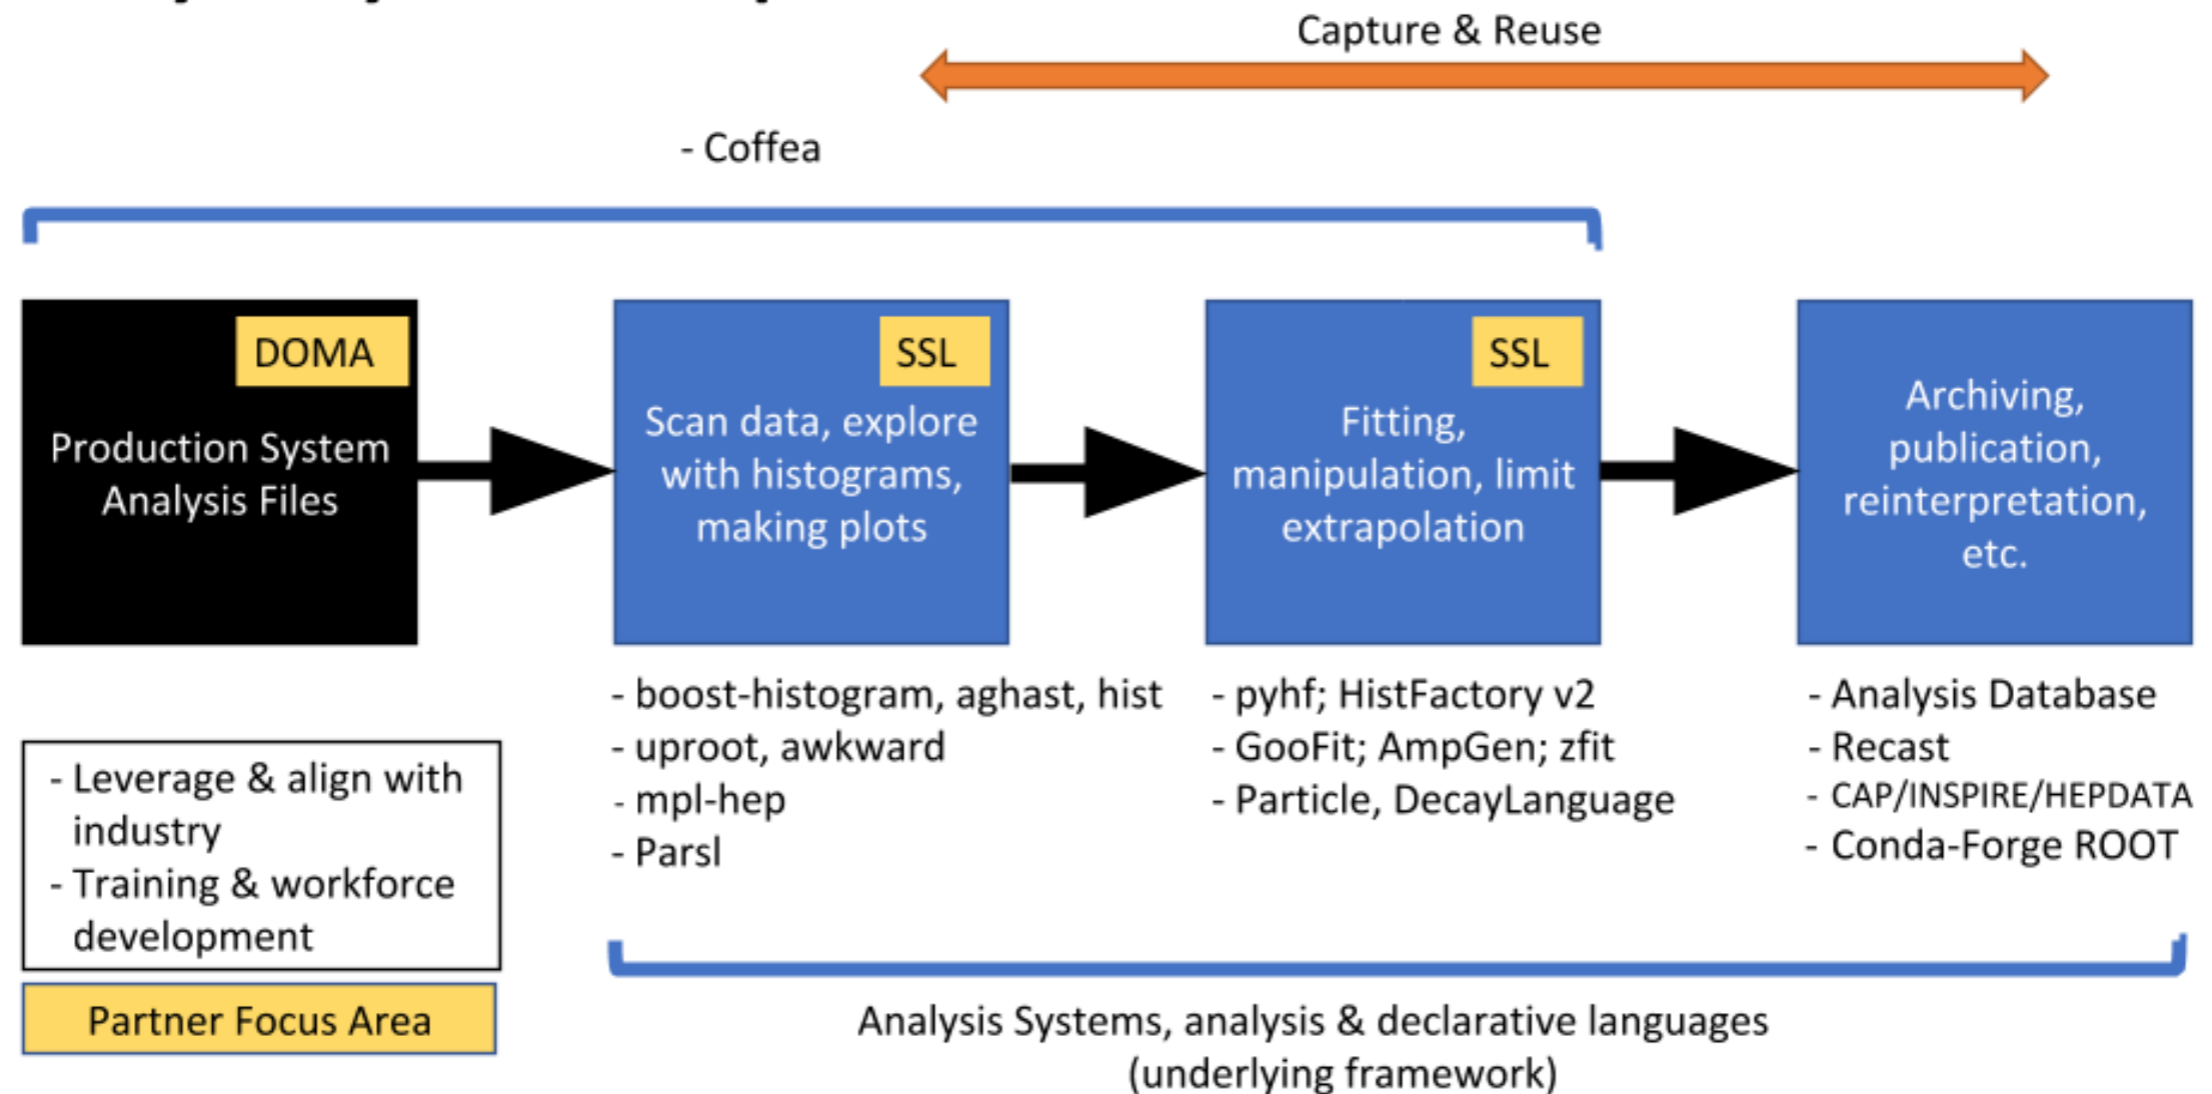 Capture & Reuse
- Coffea
DOMA
Production System
Analysis Files
SSL
Scan data, explore
with histograms,
making plots
SSL
Fitting,
manipulation, limit
extrapolation
Archiving,
publication,
reinterpretation,
etc.
- Leverage & align with
industry
- Training & workforce
development
Partner Focus Area
- boost-histogram, aghast, hist
- uproot, awkward
- mpl-hep
- Parsl
- pyhf; HistFactory v2
- GooFit; AmpGen; zfit
- Particle, DecayLanguage
- Analysis Database
- Recast
- CAP/INSPIRE/HEPDATA
- Conda-Forge ROOT
Analysis Systems, analysis & declarative languages
(underlying framework)